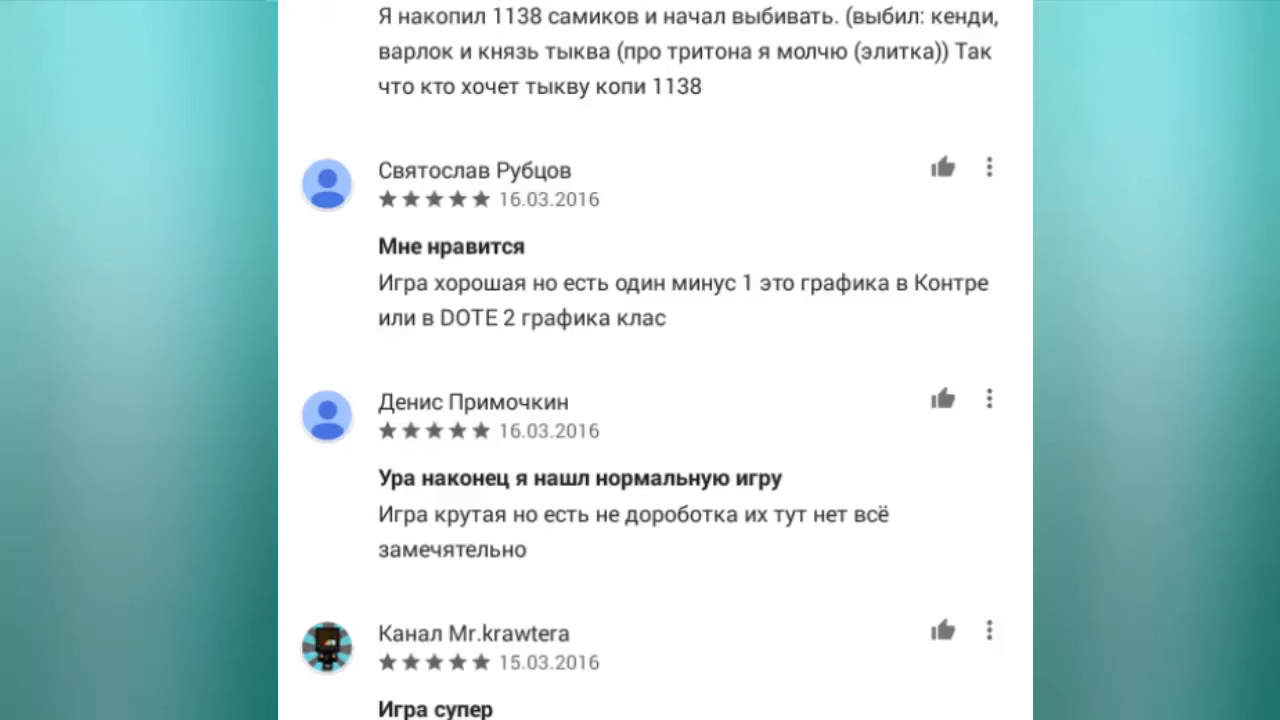 Я накопил 1138 самиков и начал выбивать. (выбил: кенди,
варлок и князь тыква (про тритона я молчю (элитка)) Так
что кто хочет тыкву копи 1138
Святослав Рубцов
16.03.2016
Мне нравится
Игра хорошая но есть один минус 1 это графика в Контре
или в DOTE 2 графика клас
Денис Примочкин
16.03.2016
Ура наконец я нашл нормальную игру
Игра крутая но есть не дороботка их тут нет всё
замечятельно
Канал Mr.krawtera
15.03.2016
Игра супер